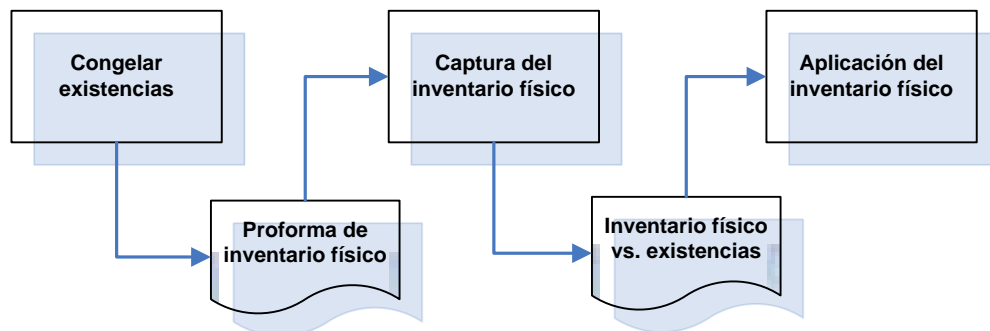 Congelar
existencias
Proforma de
inventario físico
Captura del
inventario físico
Inventario físico
vs. existencias
Aplicación del
inventario físico